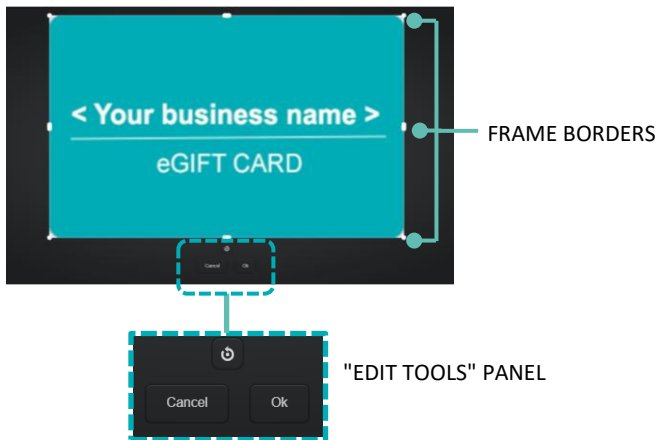 < Your business name >
eGIFT CARD
FRAME BORDERS
Cancel Ok
"EDIT TOOLS" PANEL
Cancel Ok